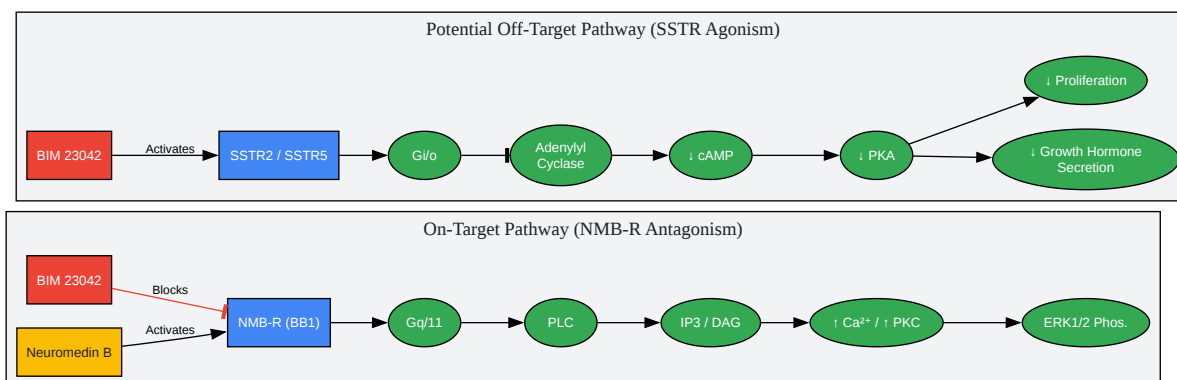 Potential Off-Target Pathway (SSTR Agonism)
BIM 23042
Activates
SSTR2 / SSTR5
Gi/o
Adenylyl
Cyclase
↓ cAMP
↓ PKA
↓ Proliferation
↓ Growth Hormone
Secretion
On-Target Pathway (NMB-R Antagonism)
BIM 23042
Blocks
Neuromedin B
Activates
NMB-R (BB1)
Gq/11
PLC
IP3 / DAG
↑ Ca²⁺ / ↑ PKC
ERK1/2 Phos.